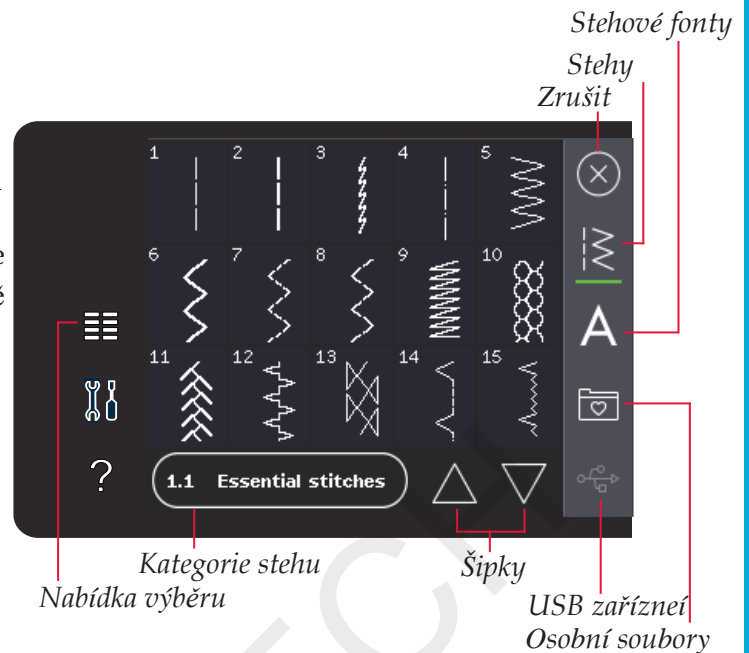 Stehové fonty
Stehy
Zrušit
1 2 3 4 5
6 7 8 9 10
11 12 13 14 15
?
1.1 Essential stitches
Kategorie stehu
Šipky
Nabídka výběru
USB zařízneí
Osobní soubory